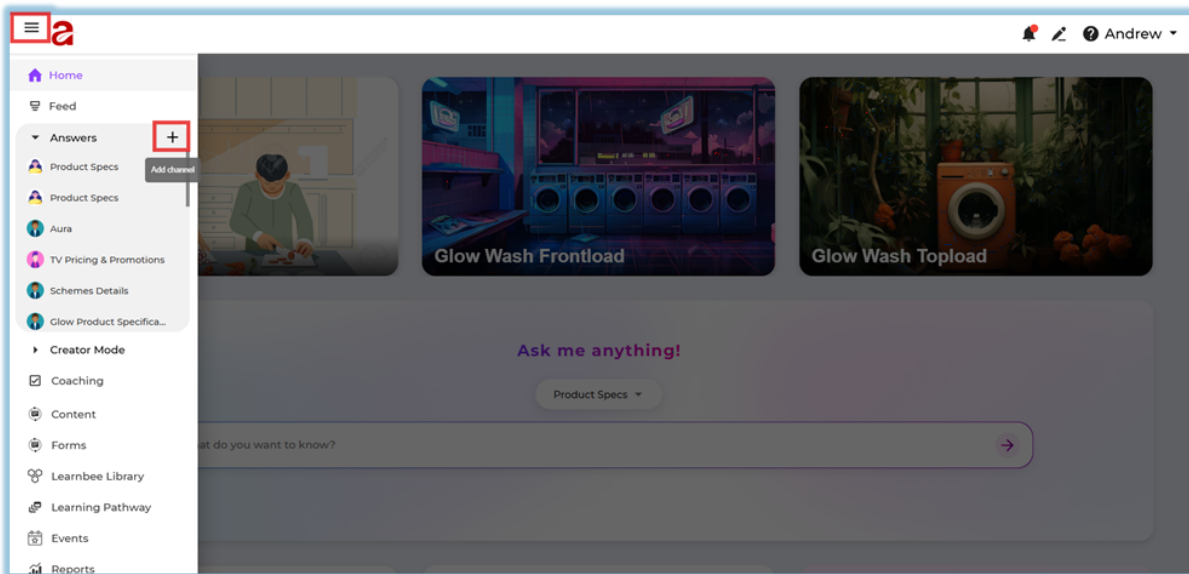 a
Andrew
Home
Feed
Answers
Add channel
Product Specs
Product Specs
Aura
TV Pricing & Promotions
Schemes Details
Glow Product Specifica...
Creator Mode
Coaching
Content
Forms
Learnbee Library
Learning Pathway
Events
Reports
Glow Wash Frontload
Glow Wash Topload
Ask me anything!
Product Specs
at do you want to know?